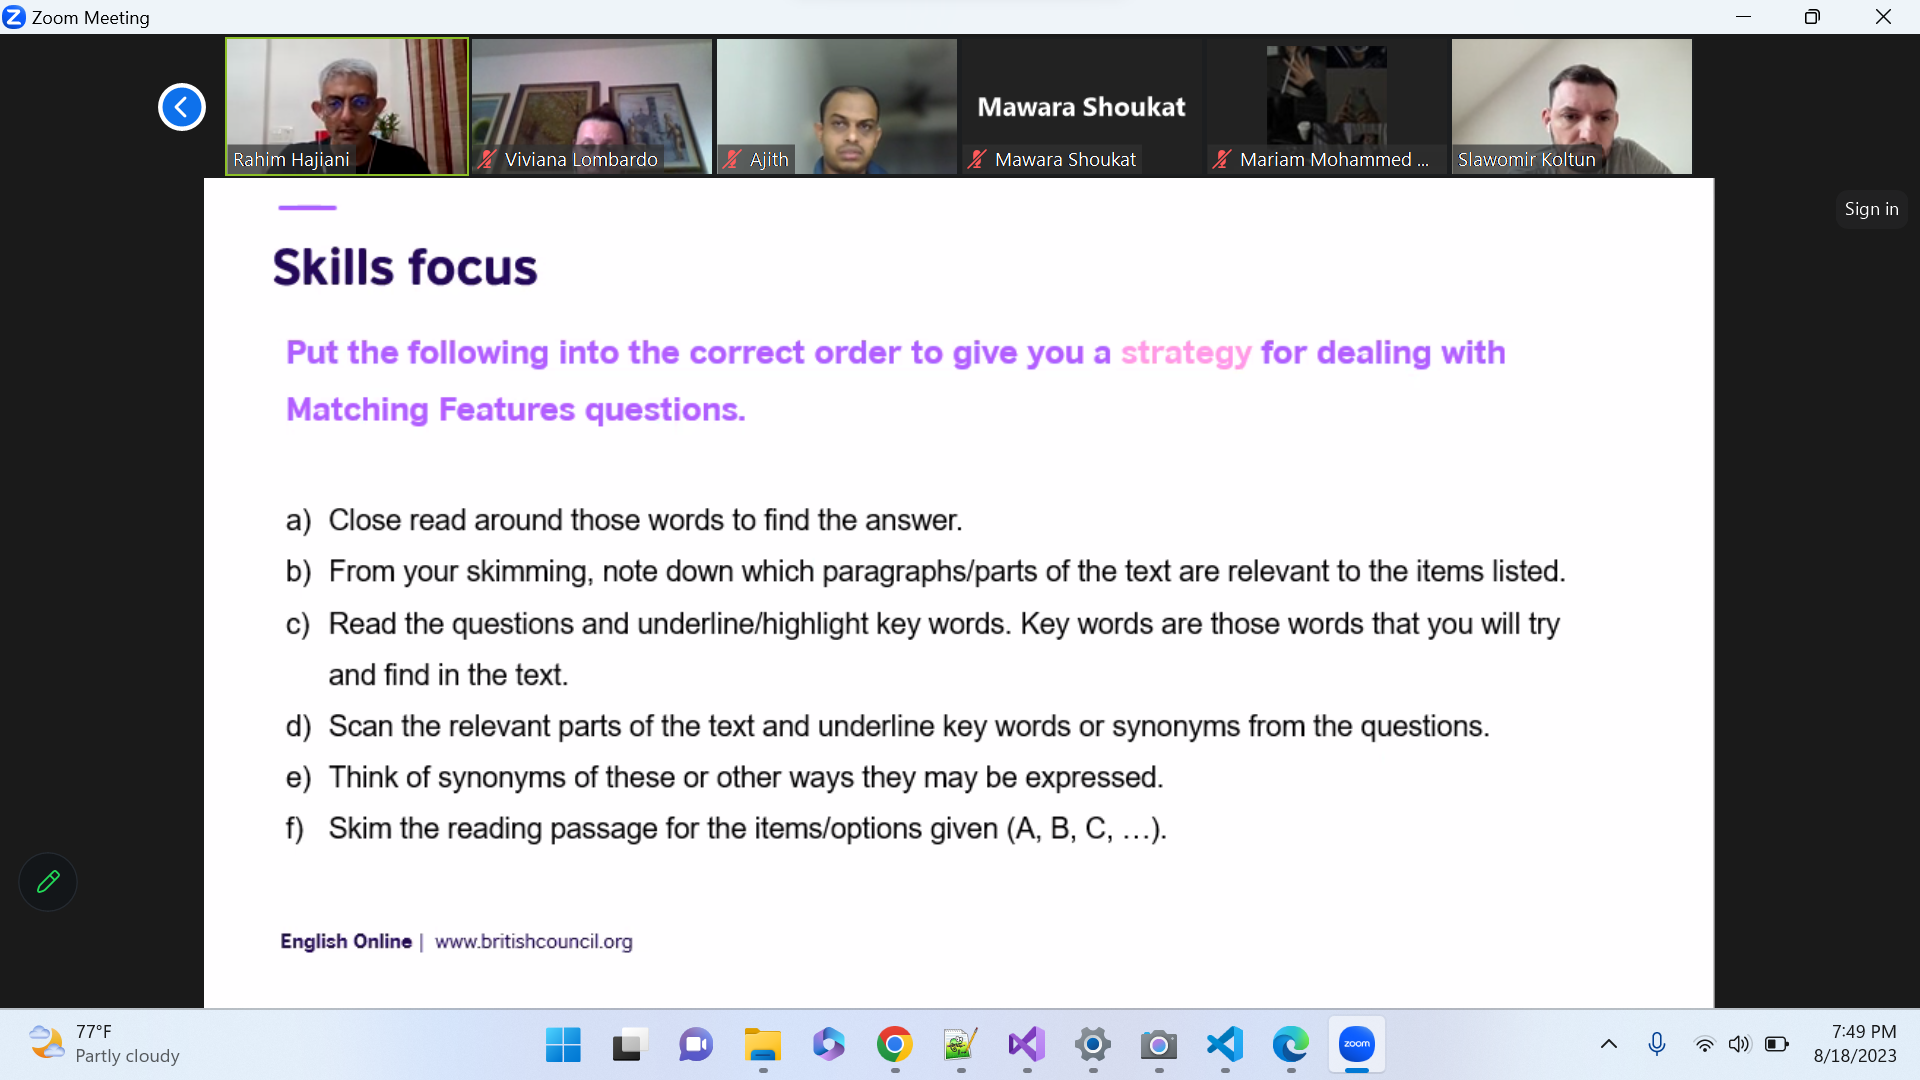 Zoom Meeting
Rahim Hajiani
Viviana Lombardo
Ajith
Mawara Shoukat
Mawara Shoukat
Mariam Mohammed ...
Slawomir Koltun
Sign in
Skills focus
Put the following into the correct order to give you a strategy for dealing with
Matching Features questions.
a) Close read around those words to find the answer.
b) From your skimming, note down which paragraphs/parts of the text are relevant to the items listed.
c) Read the questions and underline/highlight key words. Key words are those words that you will try
and find in the text.
d) Scan the relevant parts of the text and underline key words or synonyms from the questions.
e) Think of synonyms of these or other ways they may be expressed.
f) Skim the reading passage for the items/options given (A, B, C, …).
English Online | www.britishcouncil.org
77°F
Partly cloudy
zoom
7:49 PM
8/18/2023